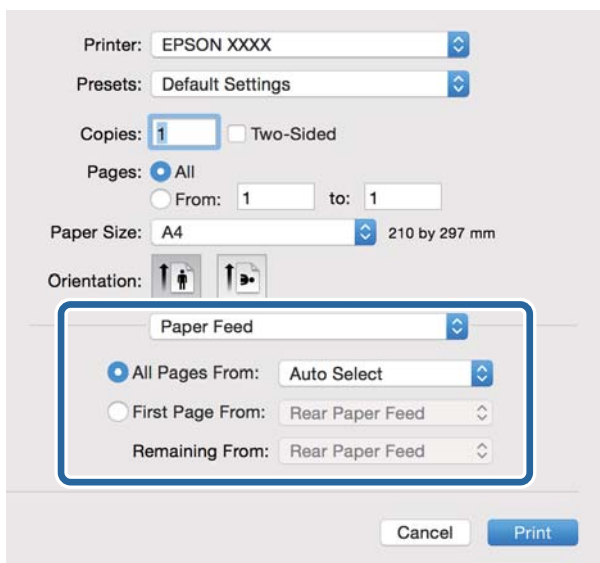 Printer: EPSON XXXX
Presets: Default Settings
Copies: 1 Two-Sided
Pages: All
From: 1 to: 1
Paper Size: A4 210 by 297 mm
Orientation:
Paper Feed
All Pages From: Auto Select
First Page From: Rear Paper Feed
Remaining From: Rear Paper Feed
Cancel Print